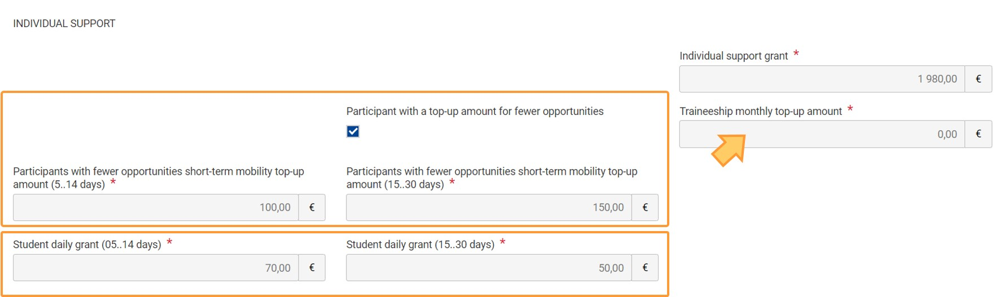 INDIVIDUAL SUPPORT
Individual support grant *
1 980,00 €
Participant with a top-up amount for fewer opportunities
Traineeship monthly top-up amount *
0,00 €
Participants with fewer opportunities short-term mobility top-up
amount (5..14 days) *
100,00 €
Participants with fewer opportunities short-term mobility top-up
amount (15..30 days) *
150,00 €
Student daily grant (05..14 days) *
70,00 €
Student daily grant (15..30 days) *
50,00 €